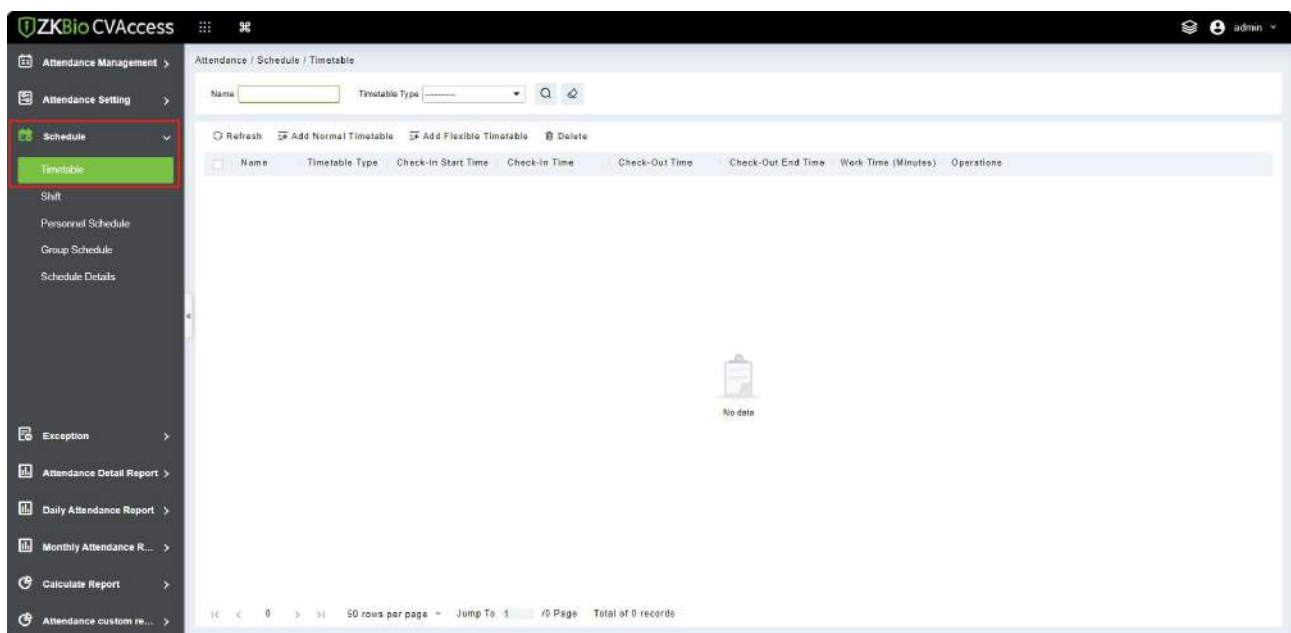 ZKBio CVAccess
admin
Attendance Management
Attendance / Schedule / Timetable
Attendance Setting
Name
Timetable Type ----------
Schedule
Refresh Add Normal Timetable Add Flexible Timetable Delete
Timetable
Name Timetable Type Check-In Start Time Check-In Time Check-Out Time Check-Out End Time Work Time (Minutes) Operations
Shift
Personnel Schedule
Group Schedule
Schedule Details
No data
Exception
Attendance Detail Report
Daily Attendance Report
Monthly Attendance R...
Calculate Report
Attendance custom re...
0 50 rows per page Jump To 1 /0 Page Total of 0 records